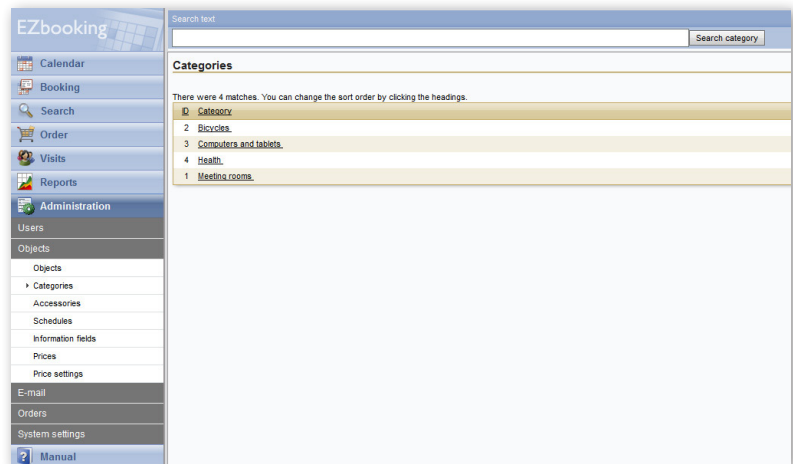 EZbooking
Calendar
Booking
Search
Order
Visits
Reports
Administration
Users
Objects
Objects
Categories
Accessories
Schedules
Information fields
Prices
Price settings
E-mail
Orders
System settings
Manual
Search text
Search category
Categories
There were 4 matches. You can change the sort order by clicking the headings.
ID Category
2 Bicycles
3 Computers and tablets
4 Health
1 Meeting rooms